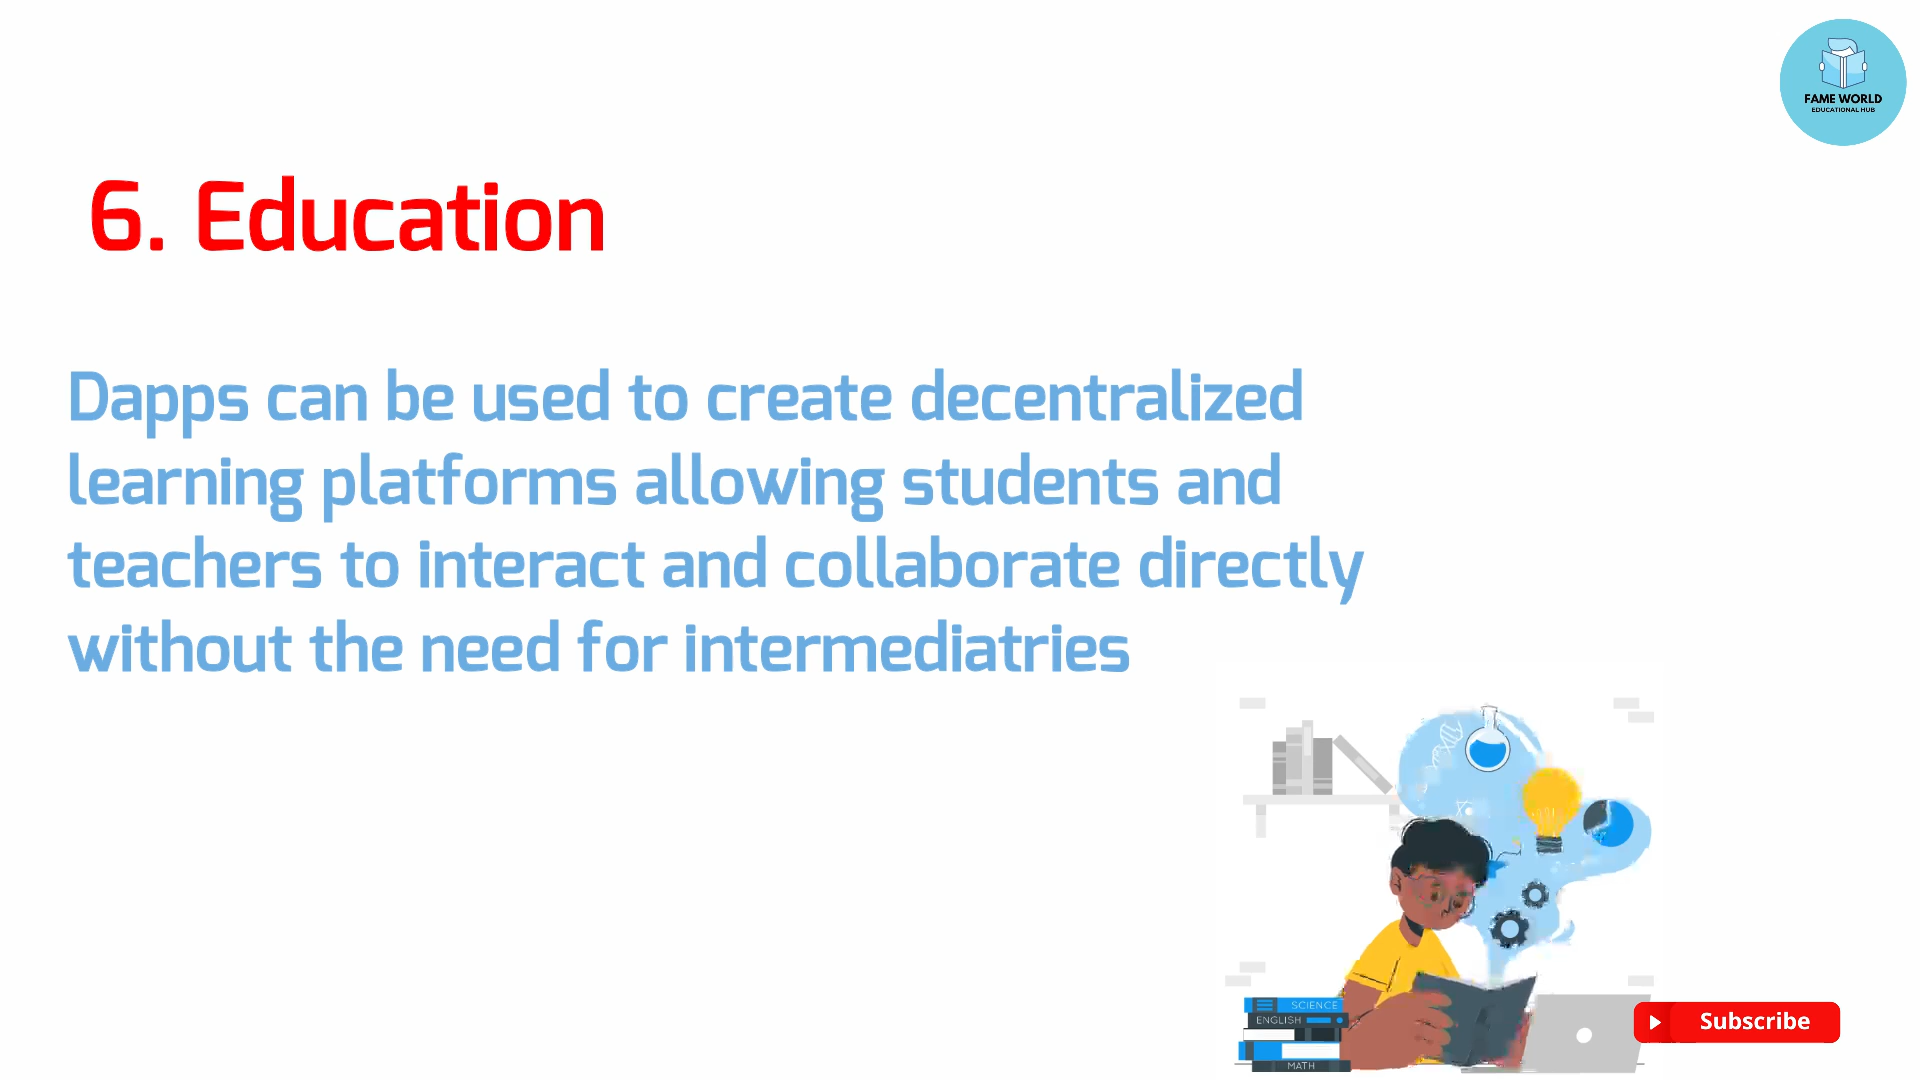 FAME WORLD
EDUCATIONAL HUB
6. Education
Dapps can be used to create decentralized
learning platforms allowing students and
teachers to interact and collaborate directly
without the need for intermediatries
SCIENCE
ENGLISH
MATH
Subscribe